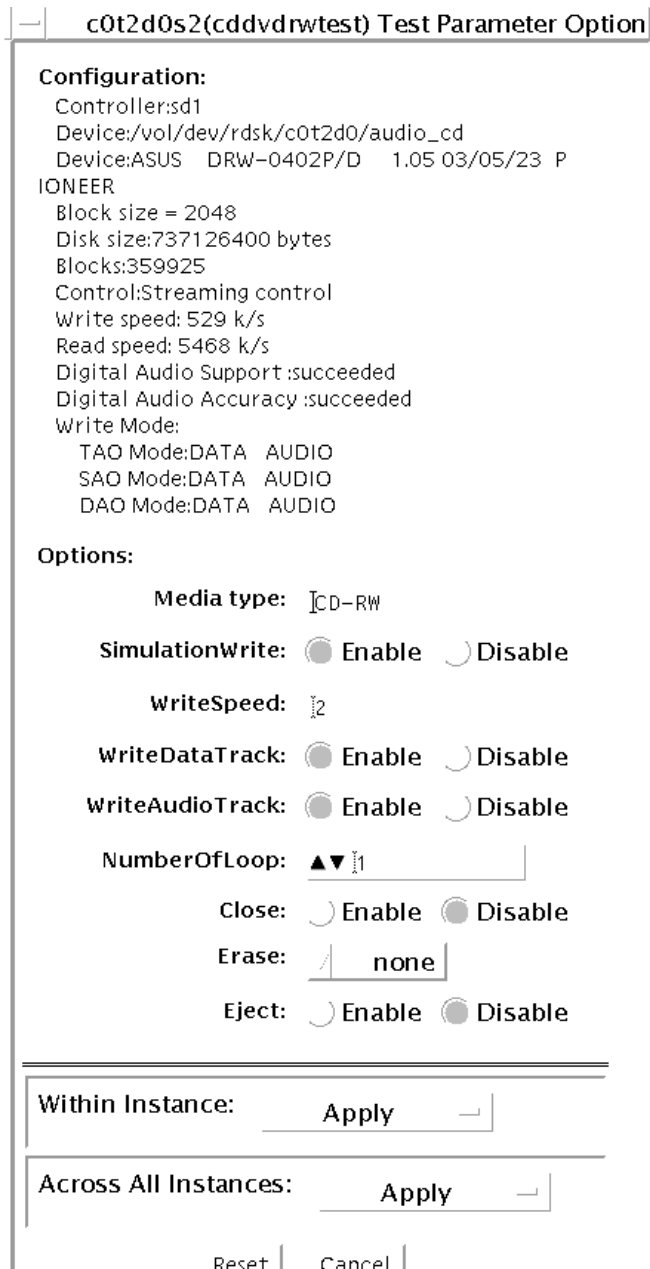 c0t2d0s2(cddvdrwtest) Test Parameter Option
Configuration:
Controller:sd1
Device:/vol/dev/rdsk/c0t2d0/audio_cd
Device:ASUS DRW-0402P/D 1.05 03/05/23 P
IONEER
Block size = 2048
Disk size:737126400 bytes
Blocks:359925
Control:Streaming control
Write speed: 529 k/s
Read speed: 5468 k/s
Digital Audio Support :succeeded
Digital Audio Accuracy :succeeded
Write Mode:
TAO Mode:DATA AUDIO
SAO Mode:DATA AUDIO
DAO Mode:DATA AUDIO
Options:
Media type: CD-RW
SimulationWrite: Enable Disable
WriteSpeed: 2
WriteDataTrack: Enable Disable
WriteAudioTrack: Enable Disable
NumberOfLoop: 1
Close: Enable Disable
Erase: none
Eject: Enable Disable
Within Instance: Apply
Across All Instances: Apply
Reset Cancel